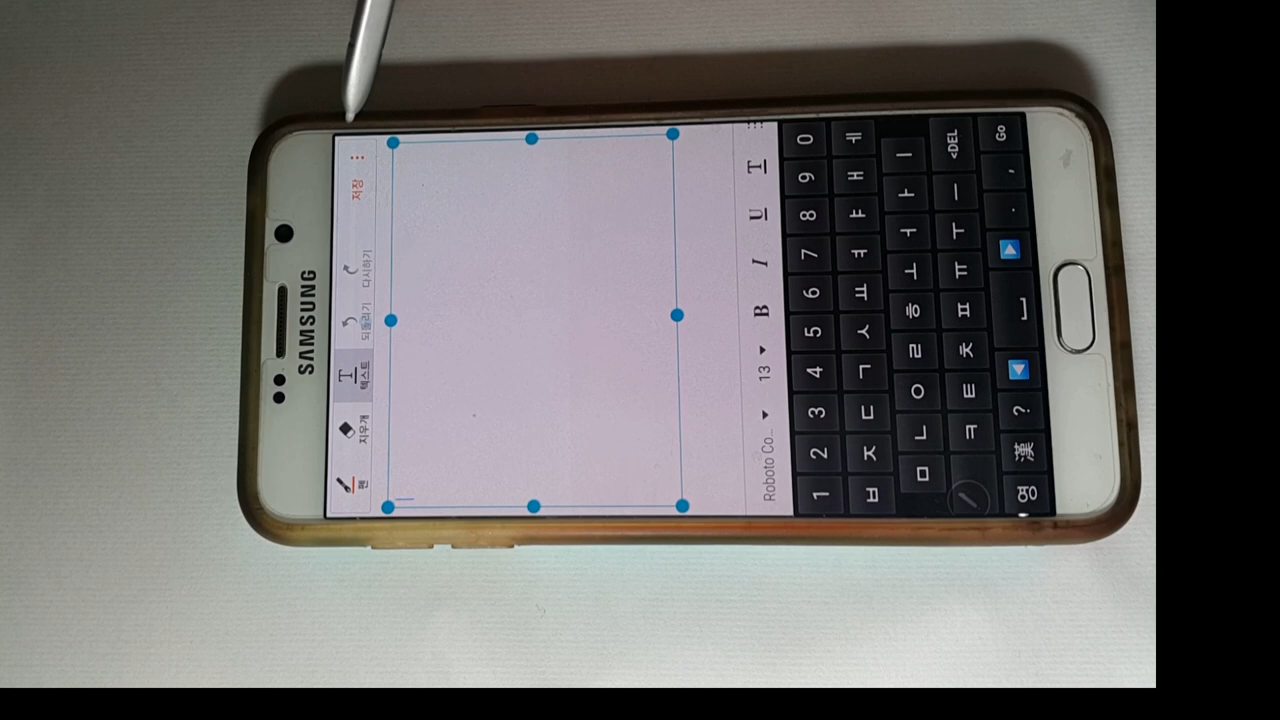 SAMSUNG
펜 지우개 텍스트 되돌리기 다시하기 저장
Roboto Co... 13 B I U T
1 2 3 4 5 6 7 8 9 0
ㅂ ㅈ ㄷ ㄱ ㅅ ㅛ ㅕ ㅑ ㅐ ㅔ
ㅁ ㄴ ㅇ ㄹ ㅎ ㅗ ㅓ ㅏ ㅣ
ㅋ ㅌ ㅊ ㅍ ㅠ ㅜ ㅡ <DEL
영 漢 ? . , Go